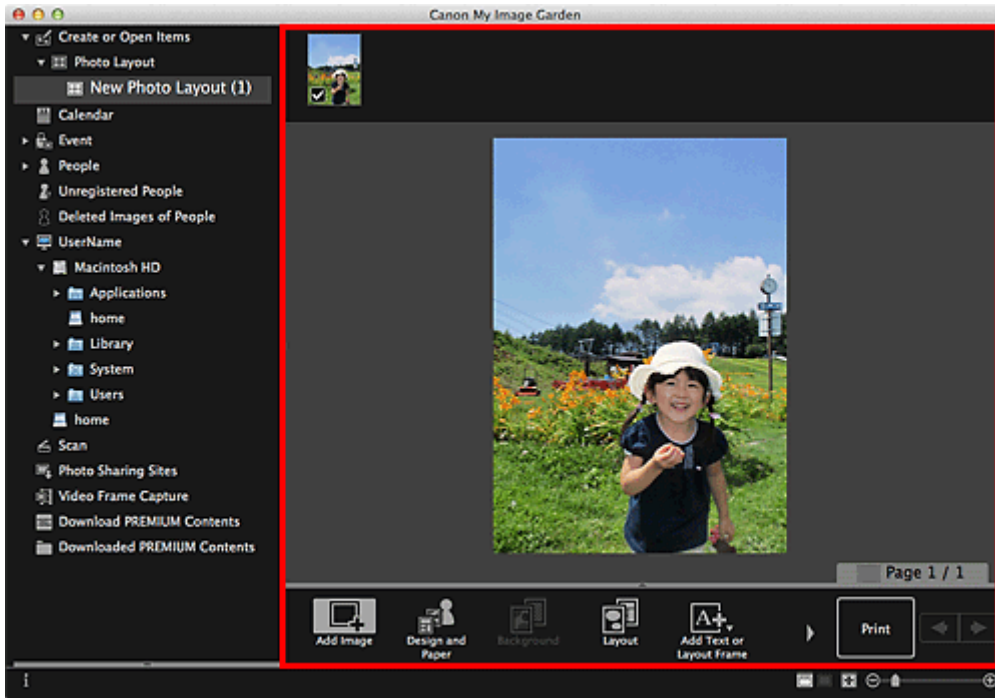 Canon My Image Garden
Create or Open Items
Photo Layout
New Photo Layout (1)
Calendar
Event
People
Unregistered People
Deleted Images of People
UserName
Macintosh HD
Applications
home
Library
System
Users
home
Scan
Photo Sharing Sites
Video Frame Capture
Download PREMIUM Contents
Downloaded PREMIUM Contents
Page 1 / 1
Add Image
Design and
Paper
Background
Layout
Add Text or
Layout Frame
Print